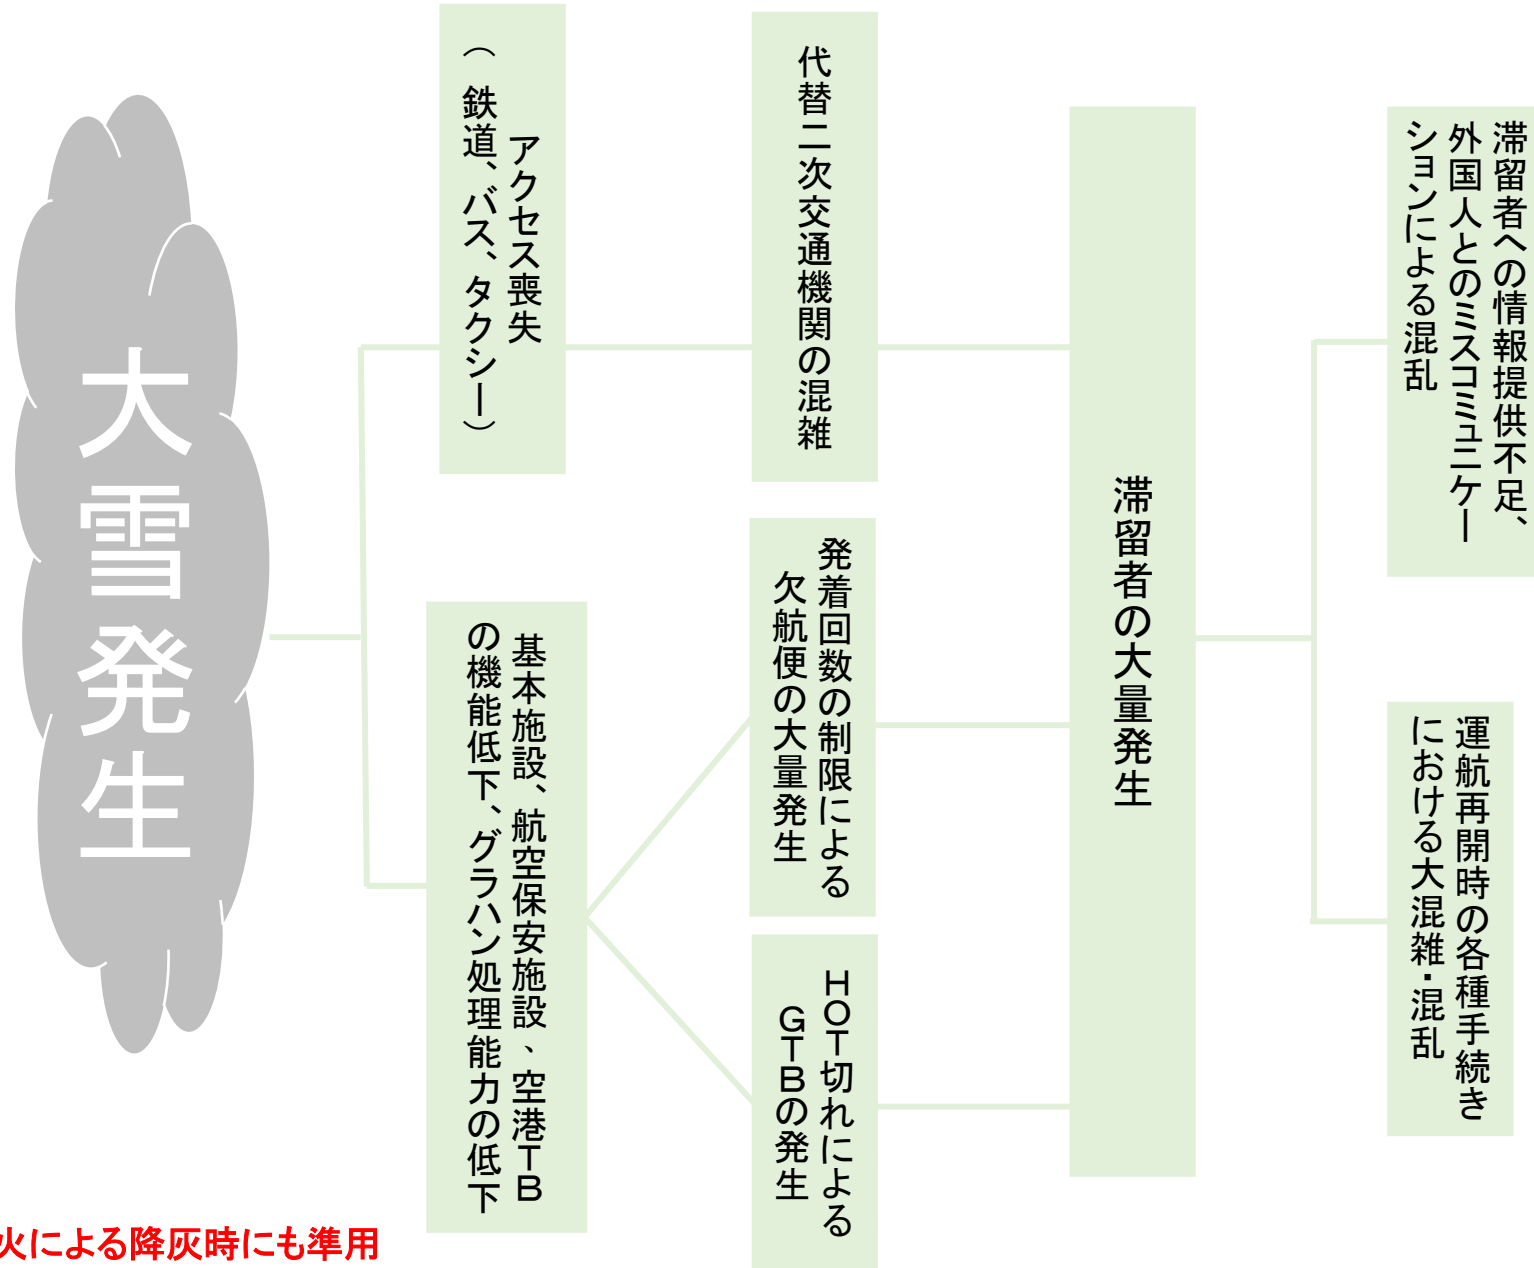 大雪発生
アクセス喪失
（鉄道、バス、タクシー）
基本施設、航空保安施設、空港TB
の機能低下、グラハン処理能力の低下
代替二次交通機関の混雑
発着回数の制限による
欠航便の大量発生
HOT切れによる
GTBの発生
滞留者の大量発生
滞留者への情報提供不足、
外国人とのミスコミュニケー
ションによる混乱
運航再開時の各種手続き
における大混雑・混乱
火による降灰時にも準用